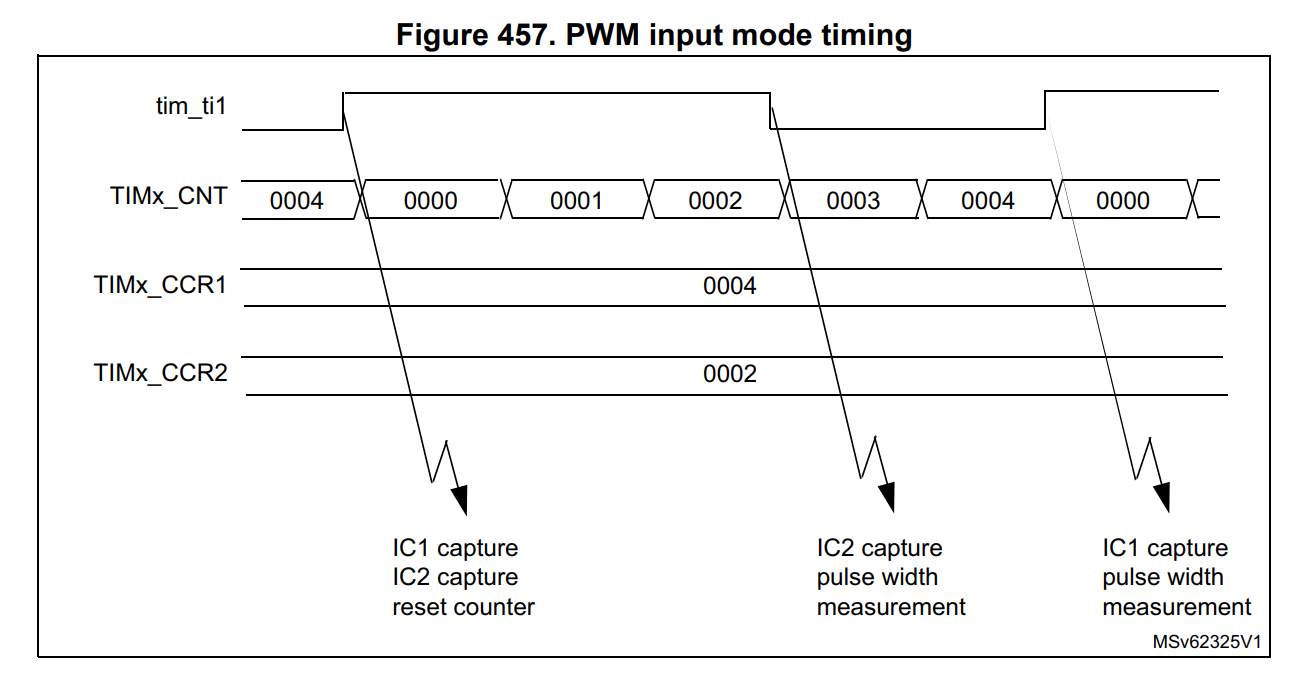 Figure 457. PWM input mode timing
tim_ti1
TIMx_CNT 0004 0000 0001 0002 0003 0004 0000
TIMx_CCR1 0004
TIMx_CCR2 0002
IC1 capture
IC2 capture
reset counter
IC2 capture
pulse width
measurement
IC1 capture
pulse width
measurement
MSv62325V1